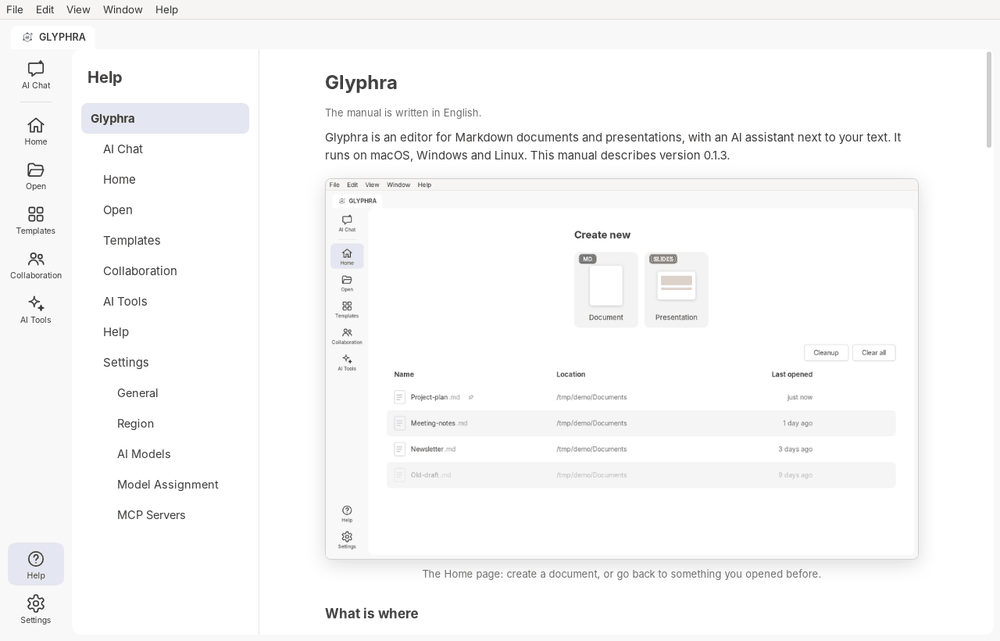 File Edit View Window Help
GLYPHRA
AI Chat
Home
Open
Templates
Collaboration
AI Tools
Help
Settings
Help
Glyphra
AI Chat
Home
Open
Templates
Collaboration
AI Tools
Help
Settings
General
Region
AI Models
Model Assignment
MCP Servers
Glyphra
The manual is written in English.
Glyphra is an editor for Markdown documents and presentations, with an AI assistant next to your text. It
runs on macOS, Windows and Linux. This manual describes version 0.1.3.
File Edit View Window Help
GLYPHRA
AI Chat
Home
Open
Templates
Collaboration
AI Tools
Help
Settings
Create new
MD
SLIDES
Document
Presentation
Cleanup Clear all
Name Location Last opened
Project-plan.md /tmp/demo/Documents just now
Meeting-notes.md /tmp/demo/Documents 1 day ago
Newsletter.md /tmp/demo/Documents 3 days ago
Old-draft.md /tmp/demo/Documents 9 days ago
The Home page: create a document, or go back to something you opened before.
What is where